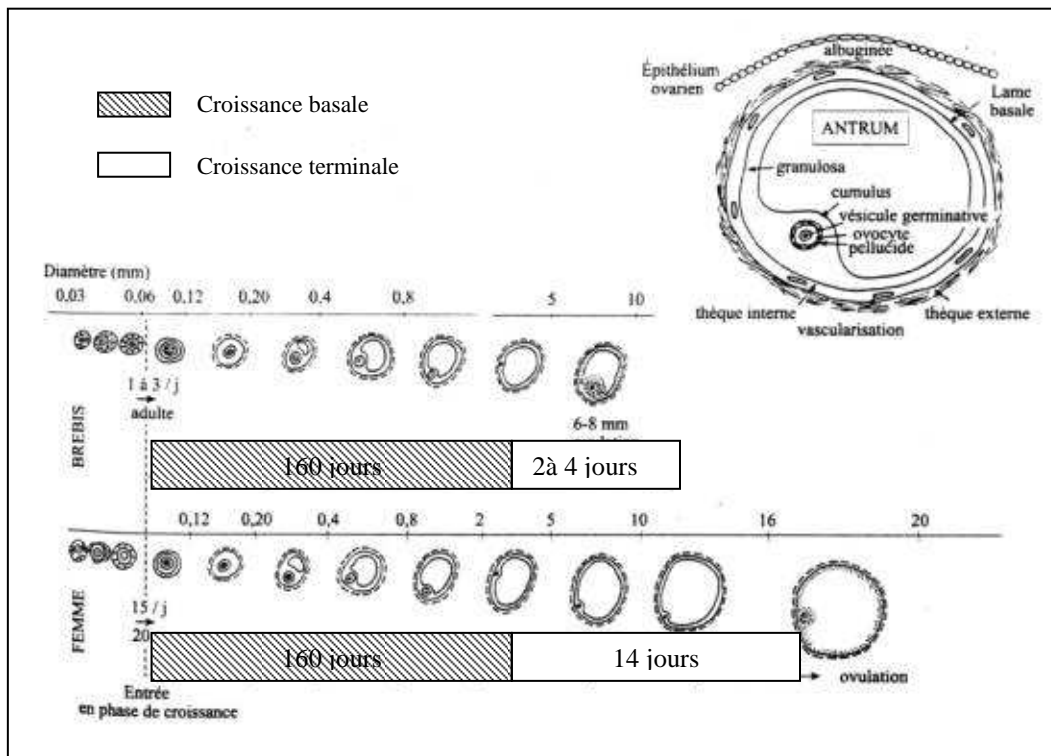 Croissance basale
Croissance terminale
albuginée
Épithélium
ovarien
Lame
basale
ANTRUM
granulosa
cumulus
vésicule germinative
ovocyte
pellucide
thèque interne
vascularisation
thèque externe
Diamètre (mm)
0,03 0,06 0,12 0,20 0,4 0,8 5 10
1 à 3 / j
adulte
BREBIS
6-8 mm
160 jours 2à 4 jours
0,12 0,20 0,4 0,8 2 5 10 16 20
15 / j
20
FEMME
160 jours 14 jours
ovulation
Entrée
en phase de croissance